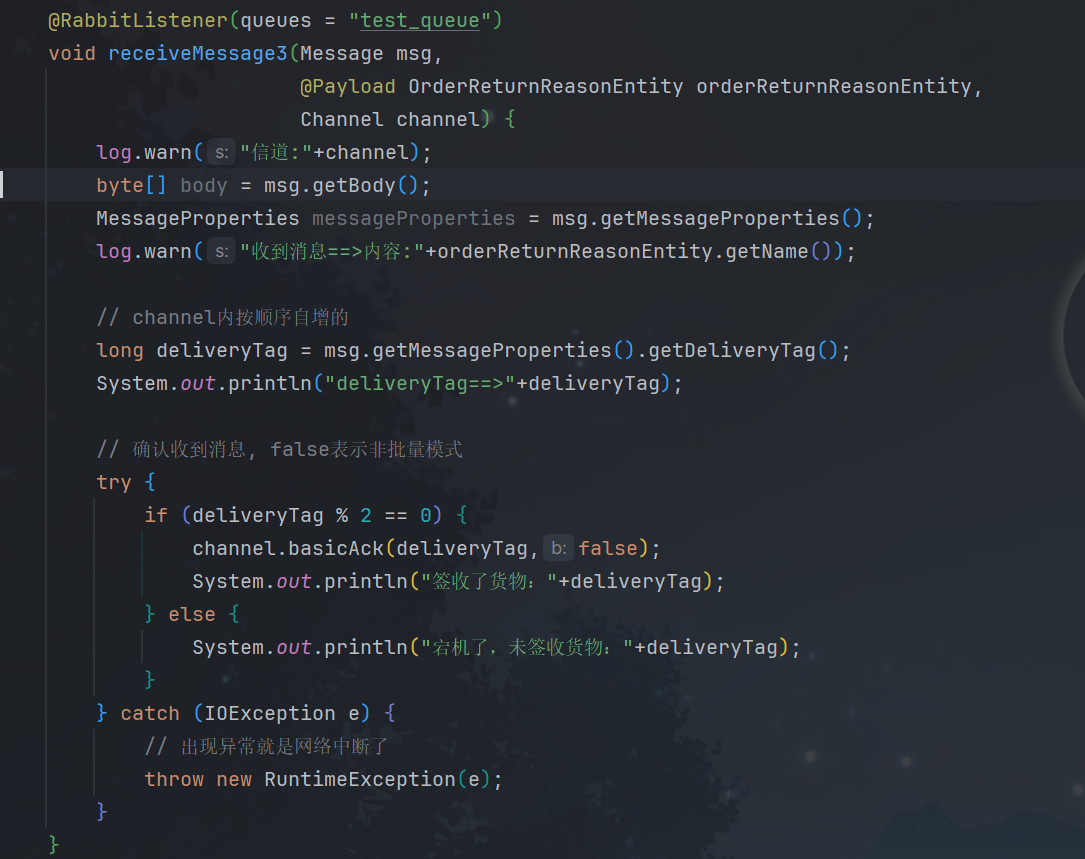 @RabbitListener(queues = "test_queue")
void receiveMessage3(Message msg,
@Payload OrderReturnReasonEntity orderReturnReasonEntity,
Channel channel) {
log.warn( s: "信道:"+channel);
byte[] body = msg.getBody();
MessageProperties messageProperties = msg.getMessageProperties();
log.warn( s: "收到消息==>内容:"+orderReturnReasonEntity.getName());
// channel内按顺序自增的
long deliveryTag = msg.getMessageProperties().getDeliveryTag();
System.out.println("deliveryTag==>"+deliveryTag);
// 确认收到消息, false表示非批量模式
try {
if (deliveryTag % 2 == 0) {
channel.basicAck(deliveryTag, b: false);
System.out.println("签收了货物: "+deliveryTag);
} else {
System.out.println("宕机了，未签收货物: "+deliveryTag);
}
} catch (IOException e) {
// 出现异常就是网络中断了
throw new RuntimeException(e);
}
}